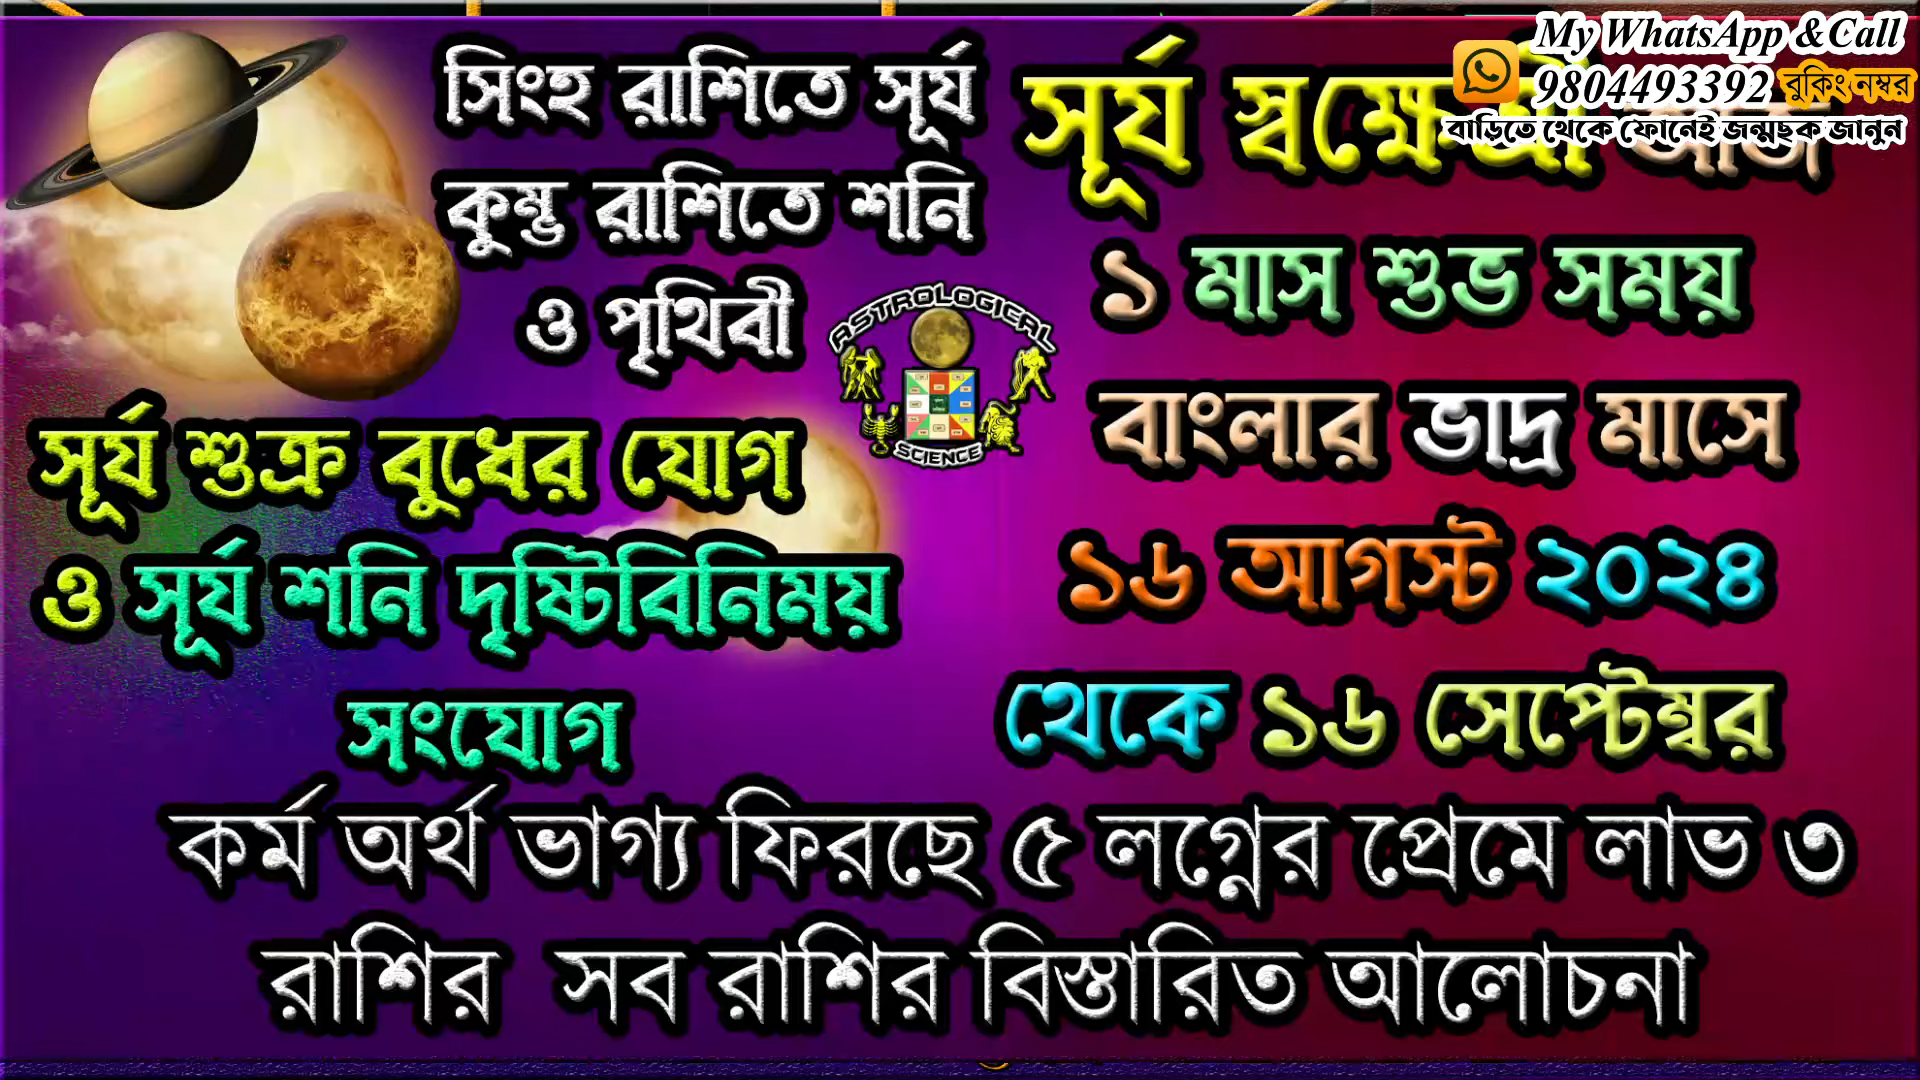 সিংহ রাশিতে সূর্য
কুম্ভ রাশিতে শনি
ও পৃথিবী
সূর্য শুক্র বুধের যোগ
ও সূর্য শনি দৃষ্টিবিনিময়
সংযোগ
ASTROLOGICAL
SCIENCE
My WhatsApp &Call
9804493392 বুকিং নম্বর
বাড়িতে থেকে ফোনেই জন্মছক জানুন
সূর্য স্বক্ষেত্রী
১ মাস শুভ সময়
বাংলার ভাদ্র মাসে
১৬ আগস্ট ২০২৪
থেকে ১৬ সেপ্টেম্বর
কর্ম অর্থ ভাগ্য ফিরছে ৫ লগ্নের প্রেমে লাভ ৩
রাশির সব রাশির বিস্তারিত আলোচনা